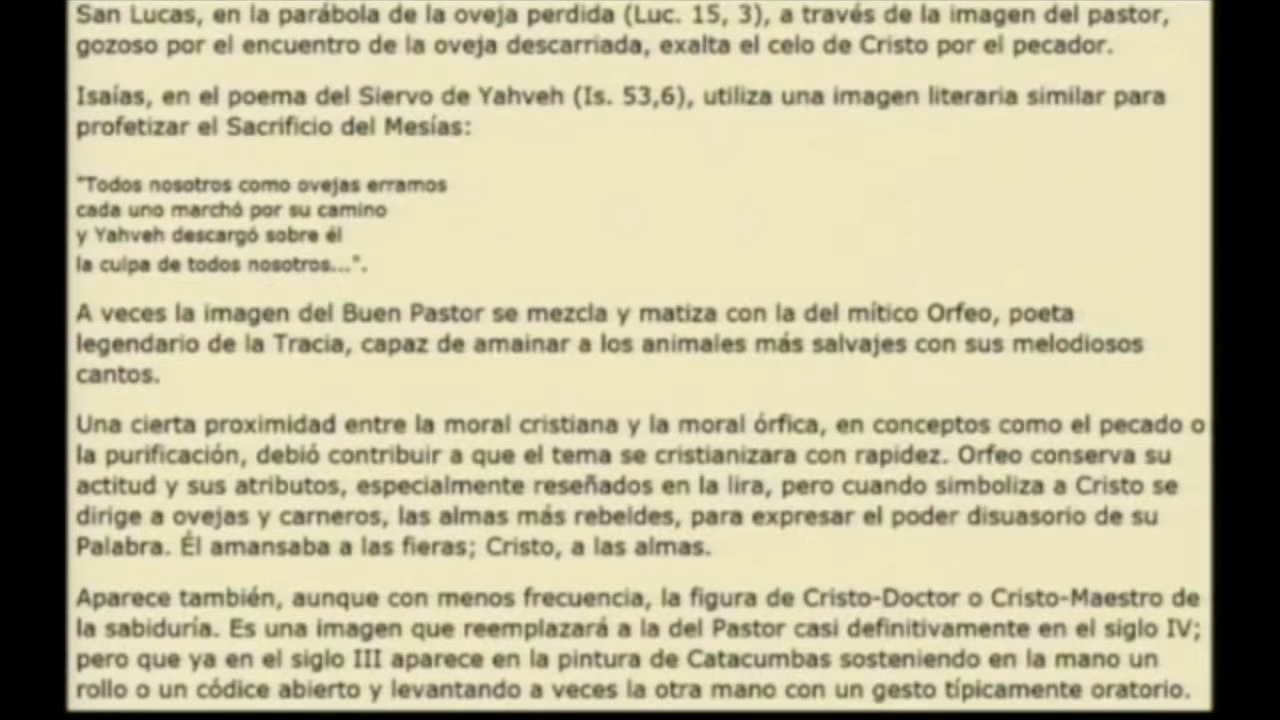 San Lucas, en la parábola de la oveja perdida (Luc. 15, 3), a través de la imagen del pastor,
gozoso por el encuentro de la oveja descarriada, exalta el celo de Cristo por el pecador.
Isaías, en el poema del Siervo de Yahveh (Is. 53,6), utiliza una imagen literaria similar para
profetizar el Sacrificio del Mesías:
"Todos nosotros como ovejas erramos
cada uno marchó por su camino
y Yahveh descargó sobre él
la culpa de todos nosotros...".
A veces la imagen del Buen Pastor se mezcla y matiza con la del mítico Orfeo, poeta
legendario de la Tracia, capaz de amainar a los animales más salvajes con sus melodiosos
cantos.
Una cierta proximidad entre la moral cristiana y la moral órfica, en conceptos como el pecado o
la purificación, debió contribuir a que el tema se cristianizara con rapidez. Orfeo conserva su
actitud y sus atributos, especialmente reseñados en la lira, pero cuando simboliza a Cristo se
dirige a ovejas y carneros, las almas más rebeldes, para expresar el poder disuasorio de su
Palabra. Él amansaba a las fieras; Cristo, a las almas.
Aparece también, aunque con menos frecuencia, la figura de Cristo-Doctor o Cristo-Maestro de
la sabiduría. Es una imagen que reemplazará a la del Pastor casi definitivamente en el siglo IV;
pero que ya en el siglo III aparece en la pintura de Catacumbas sosteniendo en la mano un
rollo o un códice abierto y levantando a veces la otra mano con un gesto típicamente oratorio.